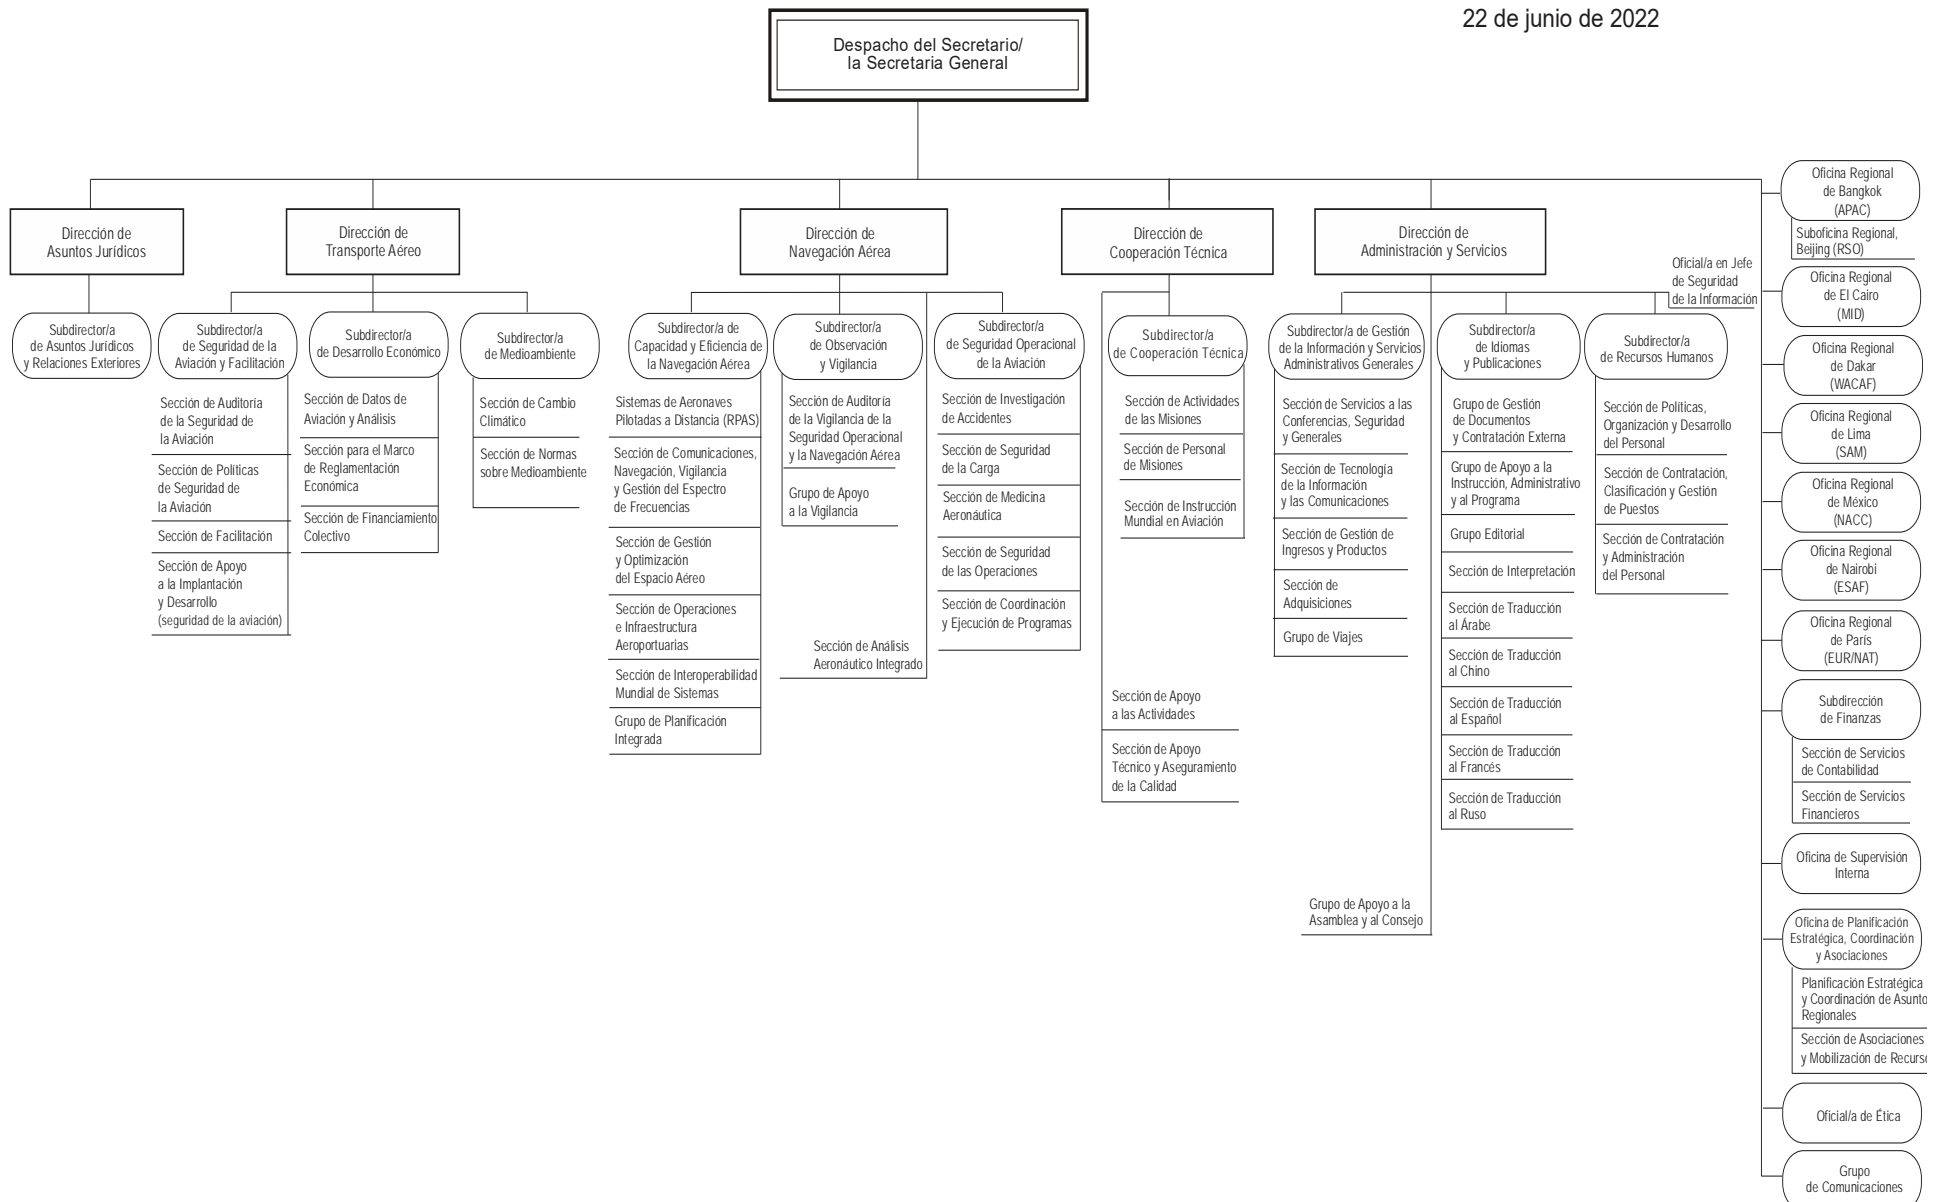 22 de junio de 2022
Despacho del Secretario/
la Secretaria General
Dirección de
Asuntos Jurídicos
Dirección de
Transporte Aéreo
Dirección de
Navegación Aérea
Dirección de
Cooperación Técnica
Dirección de
Administración y Servicios
Subdirector/a
de Asuntos Jurídicos
y Relaciones Exteriores
Subdirector/a
de Seguridad de la
Aviación y Facilitación
Sección de Auditoría
de la Seguridad de
la Aviación
Sección de Políticas
de Seguridad de
la Aviación
Sección de Facilitación
Sección de Apoyo
a la Implantación
y Desarrollo
(seguridad de la aviación)
Subdirector/a
de Desarrollo Económico
Sección de Datos de
Aviación y Análisis
Sección para el Marco
de Reglamentación
Económica
Sección de Financiamiento
Colectivo
Subdirector/a
de Medioambiente
Sección de Cambio
Climático
Sección de Normas
sobre Medioambiente
Subdirector/a de
Capacidad y Eficiencia de
la Navegación Aérea
Sistemas de Aeronaves
Pilotadas a Distancia (RPAS)
Sección de Comunicaciones,
Navegación, Vigilancia
y Gestión del Espectro
de Frecuencias
Sección de Gestión
y Optimización
del Espacio Aéreo
Sección de Operaciones
e Infraestructura
Aeroportuarias
Sección de Interoperabilidad
Mundial de Sistemas
Grupo de Planificación
Integrada
Subdirector/a
de Observación
y Vigilancia
Sección de Auditoría
de la Vigilancia de la
Seguridad Operacional
y la Navegación Aérea
Grupo de Apoyo
a la Vigilancia
Sección de Análisis
Aeronáutico Integrado
Subdirector/a
de Seguridad Operacional
de la Aviación
Sección de Investigación
de Accidentes
Sección de Seguridad
de la Carga
Sección de Medicina
Aeronáutica
Sección de Seguridad
de las Operaciones
Sección de Coordinación
y Ejecución de Programas
Subdirector/a
de Cooperación Técnica
Sección de Actividades
de las Misiones
Sección de Personal
de Misiones
Sección de Instrucción
Mundial en Aviación
Sección de Apoyo
a las Actividades
Sección de Apoyo
Técnico y Aseguramiento
de la Calidad
Subdirector/a de Gestión
de la Información y Servicios
Administrativos Generales
Sección de Servicios a las
Conferencias, Seguridad
y Generales
Sección de Tecnología
de la Información
y las Comunicaciones
Sección de Gestión de
Ingresos y Productos
Sección de
Adquisiciones
Grupo de Viajes
Grupo de Apoyo a la
Asamblea y al Consejo
Subdirector/a
de Idiomas
y Publicaciones
Grupo de Gestión
de Documentos
y Contratación Externa
Grupo de Apoyo a la
Instrucción, Administrativo
y al Programa
Grupo Editorial
Sección de Interpretación
Sección de Traducción
al Árabe
Sección de Traducción
al Chino
Sección de Traducción
al Español
Sección de Traducción
al Francés
Sección de Traducción
al Ruso
Subdirector/a
de Recursos Humanos
Sección de Políticas,
Organización y Desarrollo
del Personal
Sección de Contratación,
Clasificación y Gestión
de Puestos
Sección de Contratación
y Administración
del Personal
Oficial/a en Jefe
de Seguridad
de la Información
Oficina Regional
de Bangkok
(APAC)
Suboficina Regional,
Beijing (RSO)
Oficina Regional
de El Cairo
(MID)
Oficina Regional
de Dakar
(WACAF)
Oficina Regional
de Lima
(SAM)
Oficina Regional
de México
(NACC)
Oficina Regional
de Nairobi
(ESAF)
Oficina Regional
de París
(EUR/NAT)
Subdirección
de Finanzas
Sección de Servicios
de Contabilidad
Sección de Servicios
Financieros
Oficina de Supervisión
Interna
Oficina de Planificación
Estratégica, Coordinación
y Asociaciones
Planificación Estratégica
y Coordinación de Asunto
Regionales
Sección de Asociaciones
y Mobilización de Recurs
Oficial/a de Ética
Grupo
de Comunicaciones